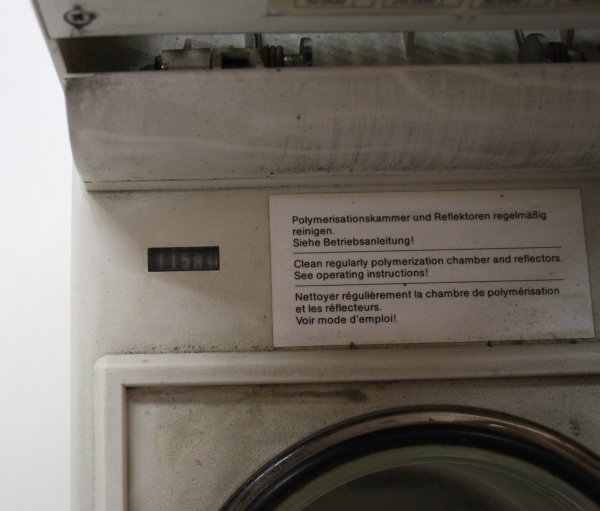 Polymerisationskammer und Reflektoren regelmäßig
reinigen.
Siehe Betriebsanleitung!
Clean regularly polymerization chamber and reflectors.
See operating instructions!
Nettoyer régulièrement la chambre de polymérisation
et les réflecteurs.
Voir mode d'emploi!